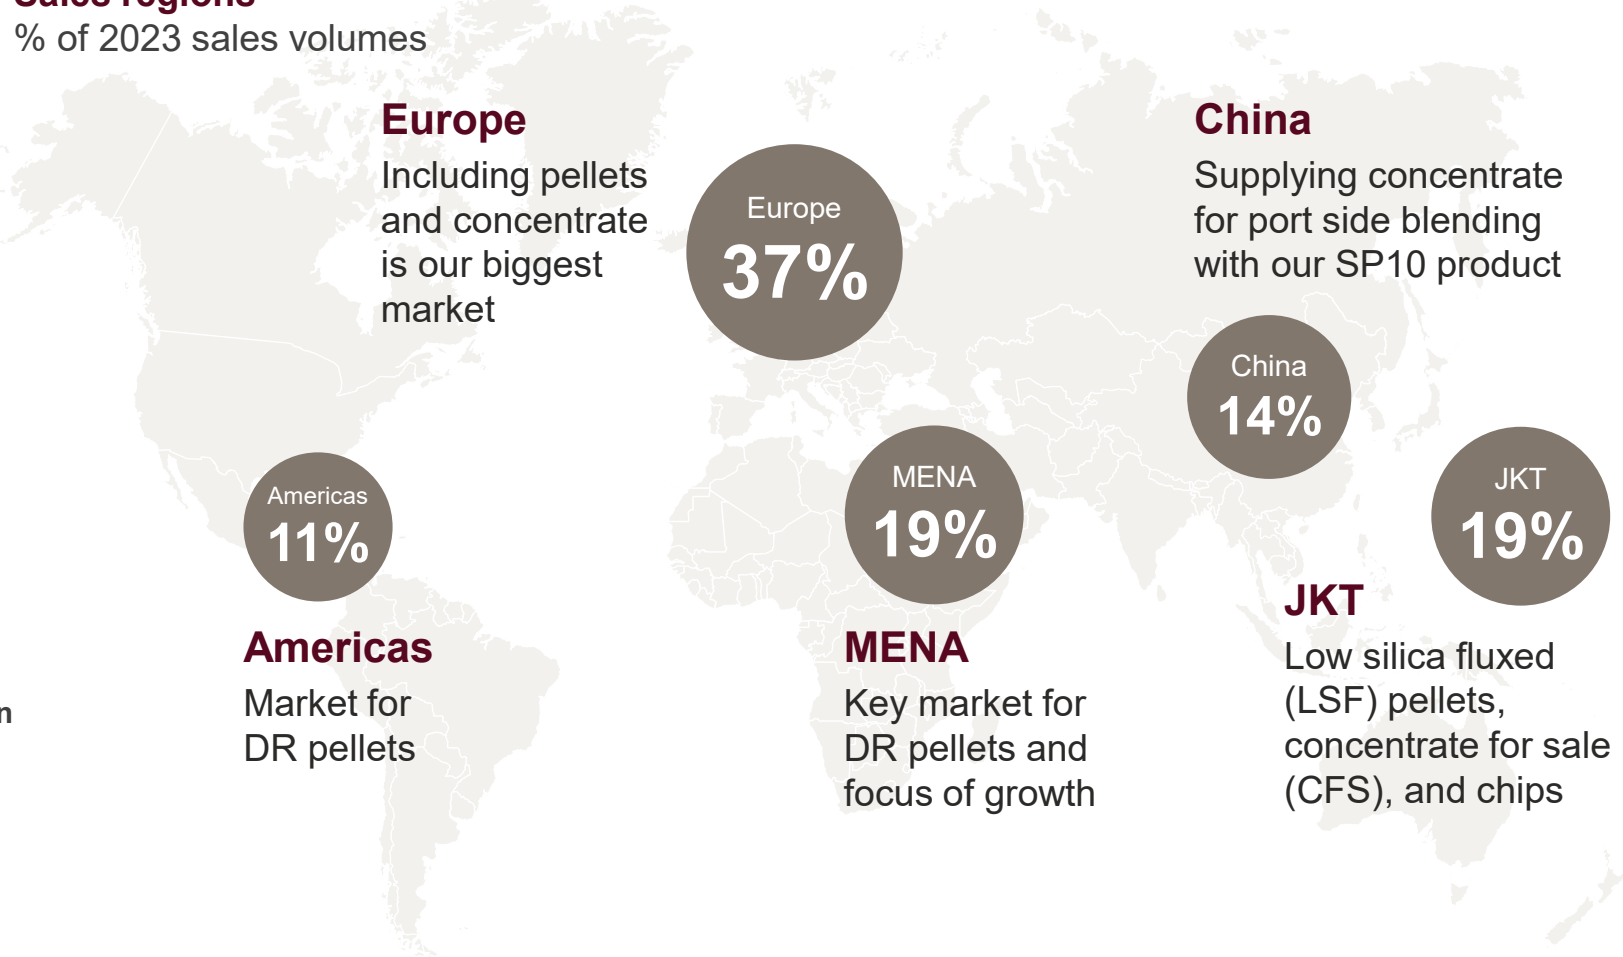 Sales regions
% of 2023 sales volumes
Europe
Including pellets
and concentrate
is our biggest
market
Europe
37%
China
Supplying concentrate
for port side blending
with our SP10 product
China
14%
Americas
11%
Americas
Market for
DR pellets
MENA
19%
MENA
Key market for
DR pellets and
focus of growth
JKT
19%
JKT
Low silica fluxed
(LSF) pellets,
concentrate for sale
(CFS), and chips
n